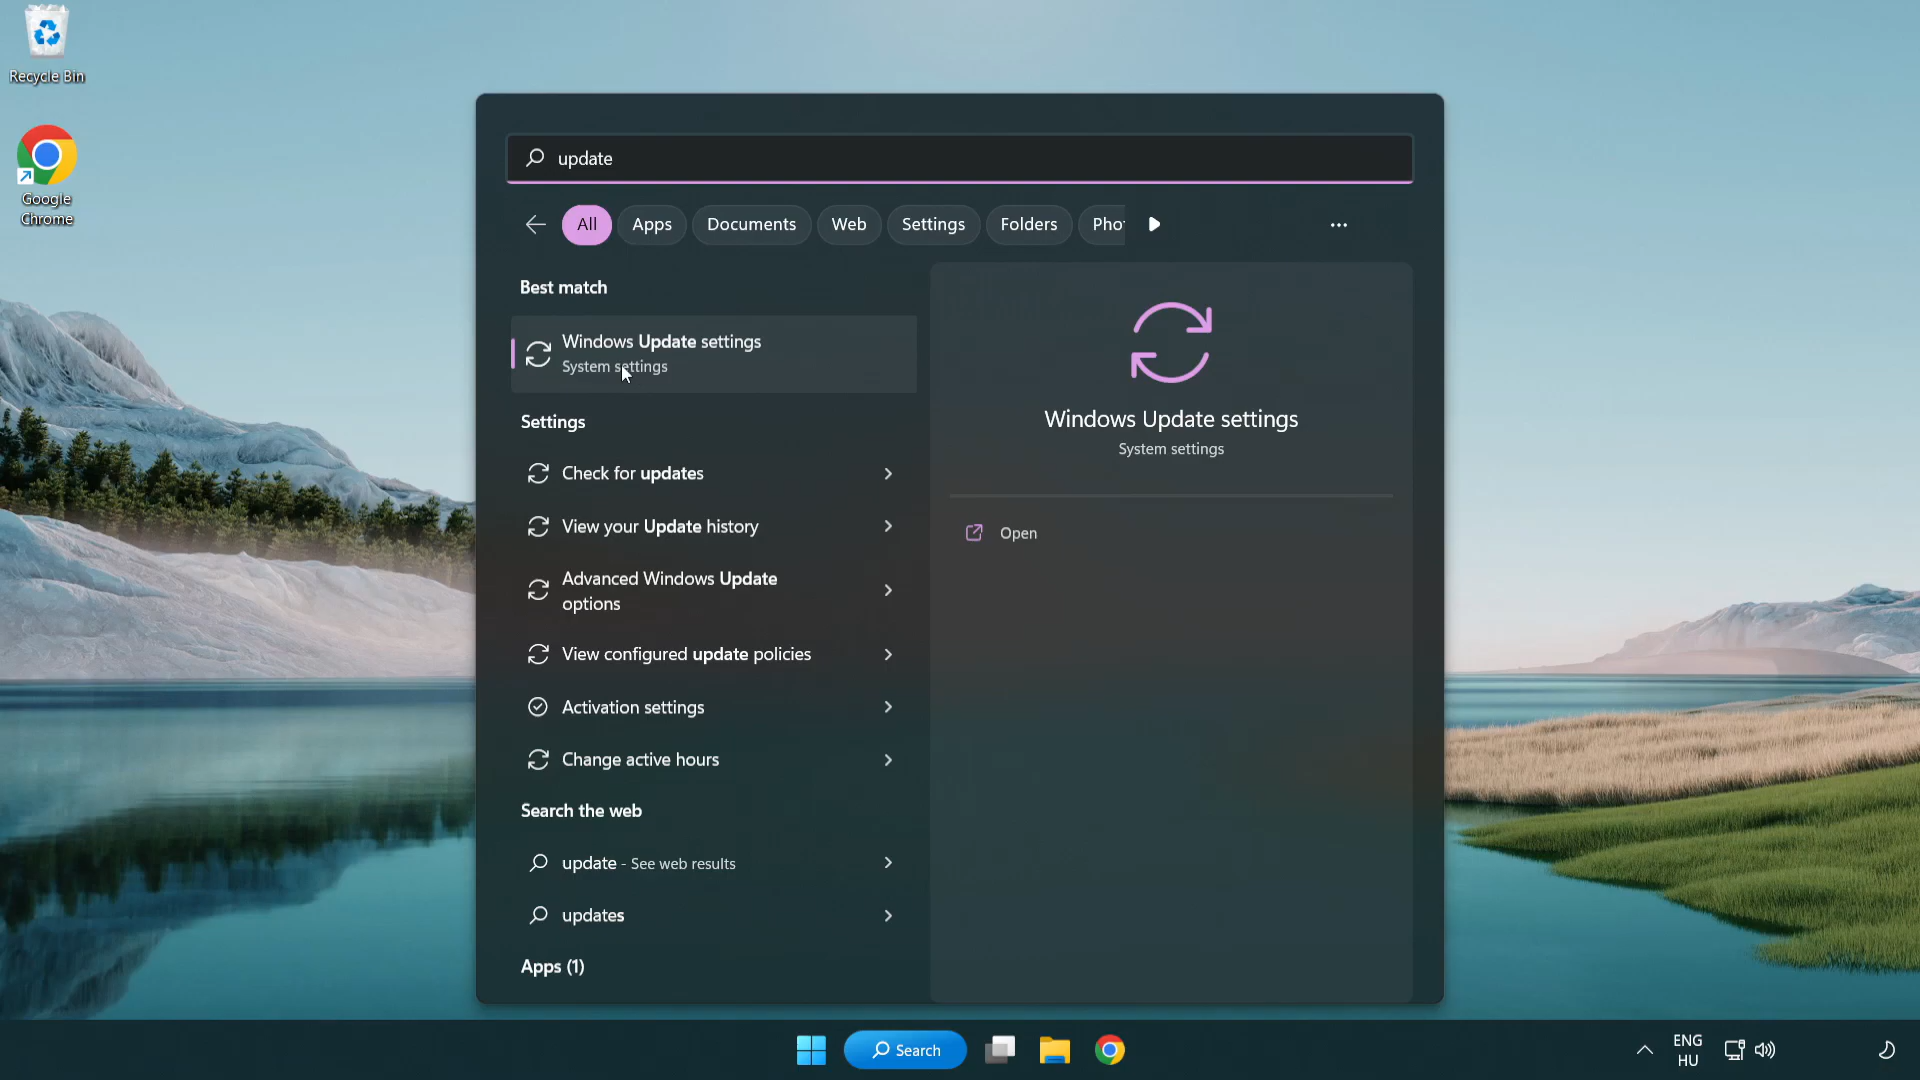 Recycle Bin
Google
Chrome
update
All
Apps
Documents
Web
Settings
Folders
Best match
Windows Update settings
System settings
Settings
Check for updates
View your Update history
Advanced Windows Update
options
View configured update policies
Activation settings
Change active hours
Search the web
update - See web results
updates
Apps (1)
Windows Update settings
System settings
Open
Search
ENG
HU